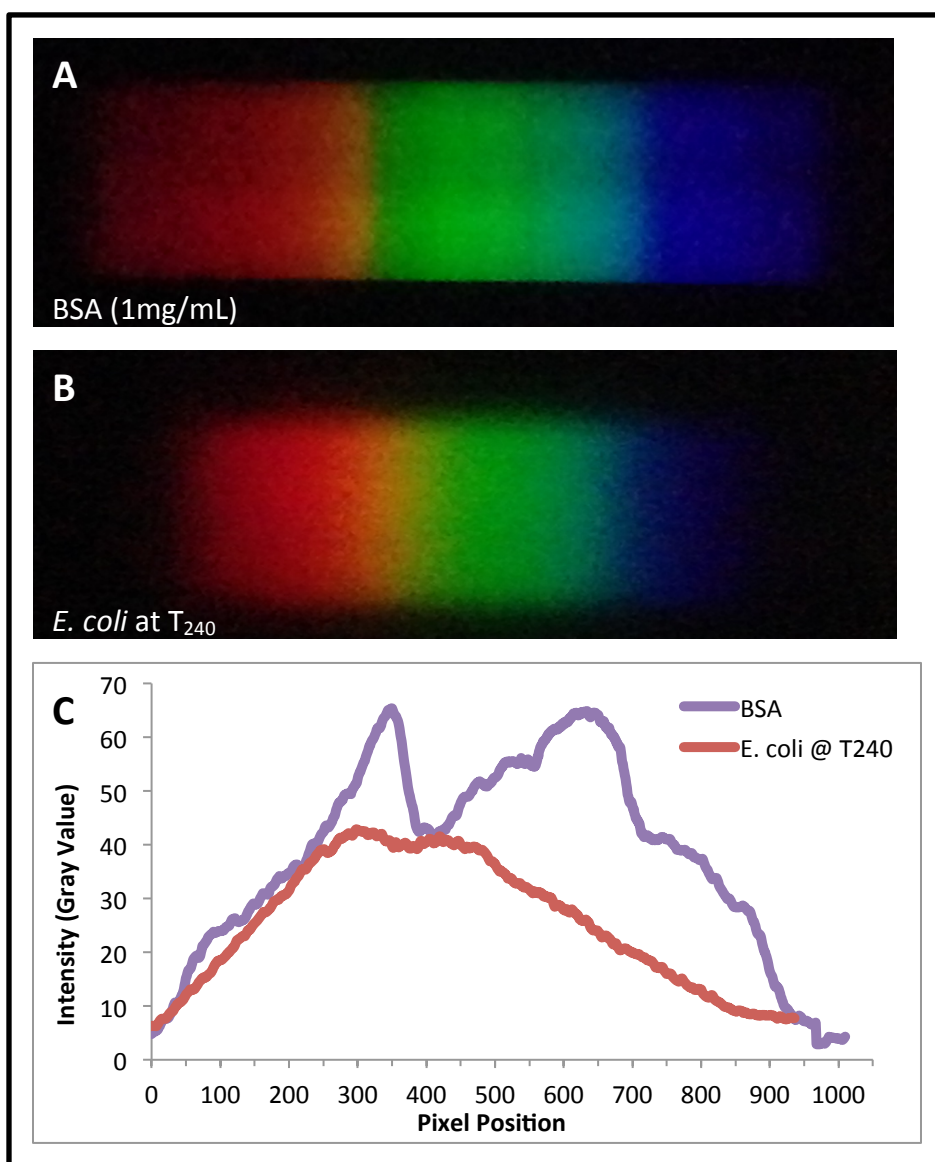 A
BSA (1mg/mL)
B
E. coli at T240
C
70
60
50
40
30
20
10
0
Intensity (Gray Value)
BSA
E. coli @ T240
0 100 200 300 400 500 600 700 800 900 1000
Pixel Position